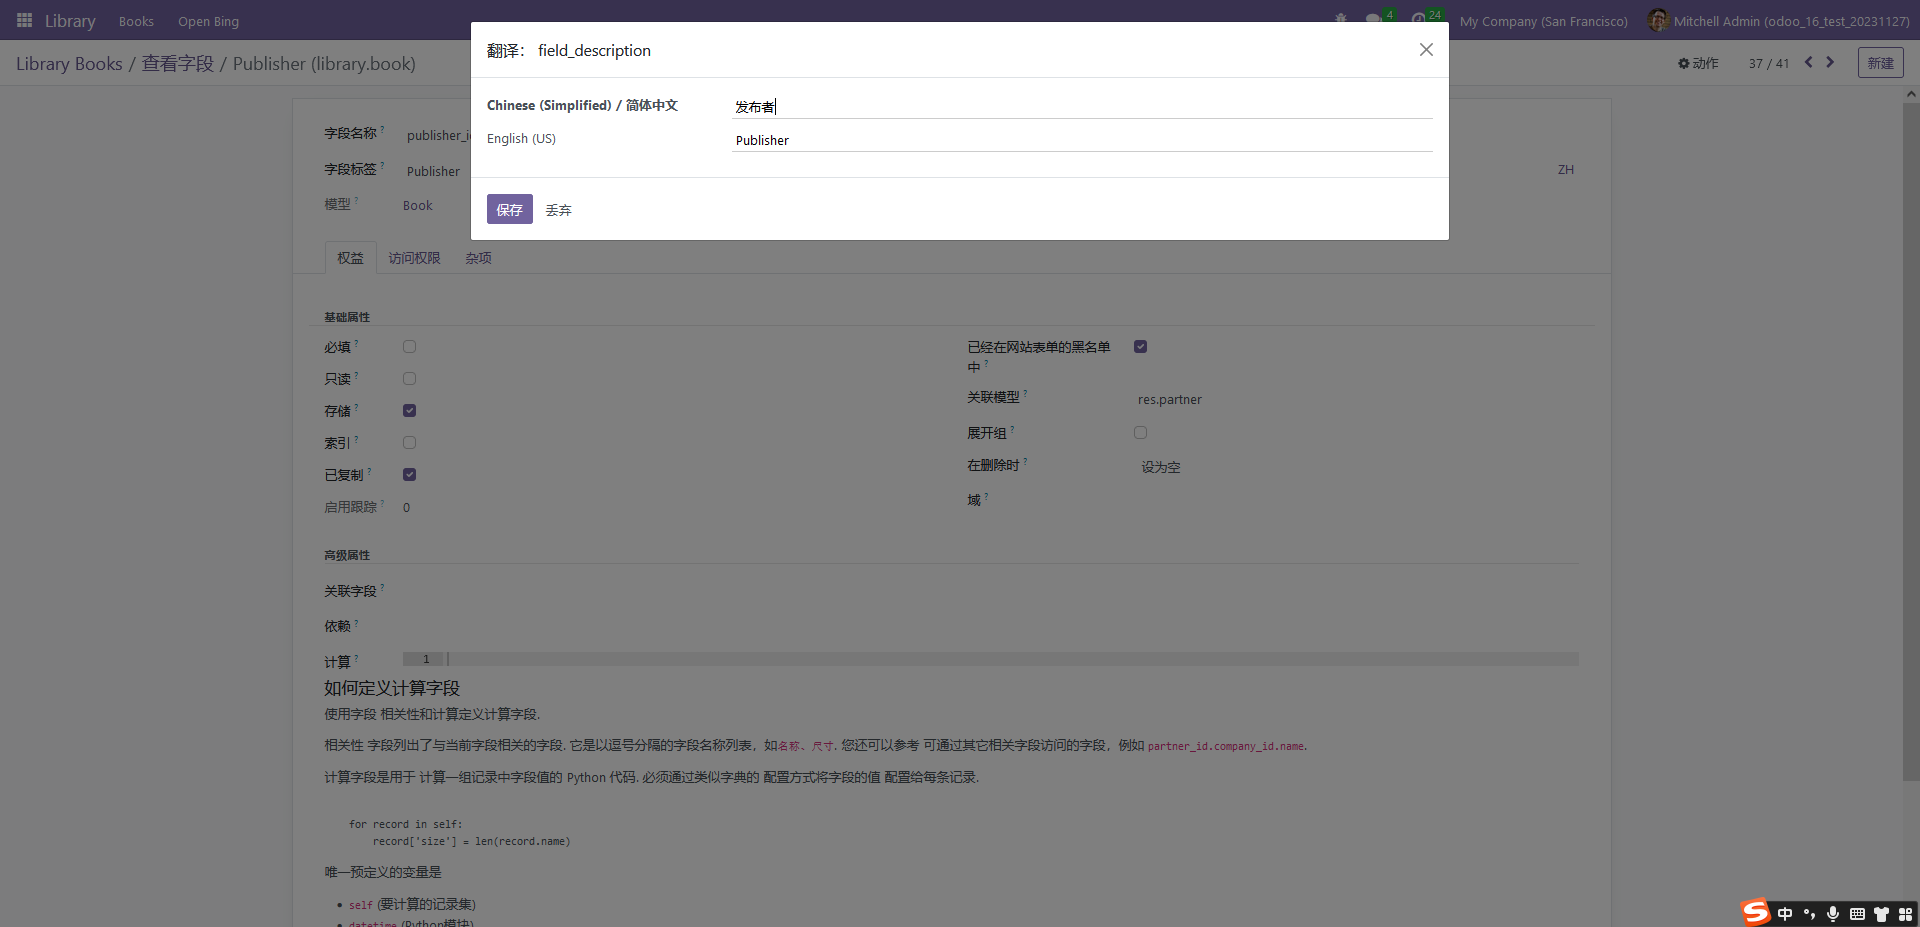 Library Books Open Bing 4 24 My Company (San Francisco) Mitchell Admin (odoo_16_test_20231127)
Library Books / 查看字段 / Publisher (library.book) 动作 37 / 41 新建
翻译： field_description
Chinese (Simplified) / 简体中文 发布者
English (US) Publisher
保存 丢弃
字段名称 ? publisher_i
字段标签 ? Publisher ZH
模型 ? Book
权益 访问权限 杂项
基础属性
必填 ?
只读 ?
存储 ?
索引 ?
已复制 ?
启用跟踪 ? 0
已经在网站表单的黑名单
中 ?
关联模型 ? res.partner
展开组 ?
在删除时 ? 设为空
域 ?
高级属性
关联字段 ?
依赖 ?
计算 ? 1
如何定义计算字段
使用字段 相关性和计算定义计算字段.
相关性 字段列出了与当前字段相关的字段. 它是以逗号分隔的字段名称列表，如名称、尺寸. 您还可以参考 可通过其它相关字段访问的字段，例如 partner_id.company_id.name.
计算字段是用于 计算一组记录中字段值的 Python 代码. 必须通过类似字典的 配置方式将字段的值 配置给每条记录.
for record in self:
record['size'] = len(record.name)
唯一预定义的变量是
• self (要计算的记录集)
• datetime (Python模块)
中